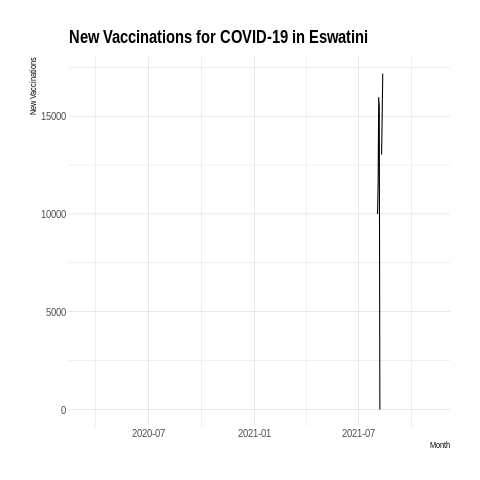 New Vaccinations for COVID-19 in Eswatini
New Vaccinations
15000
10000
5000
0
2020-07
2021-01
2021-07
Month